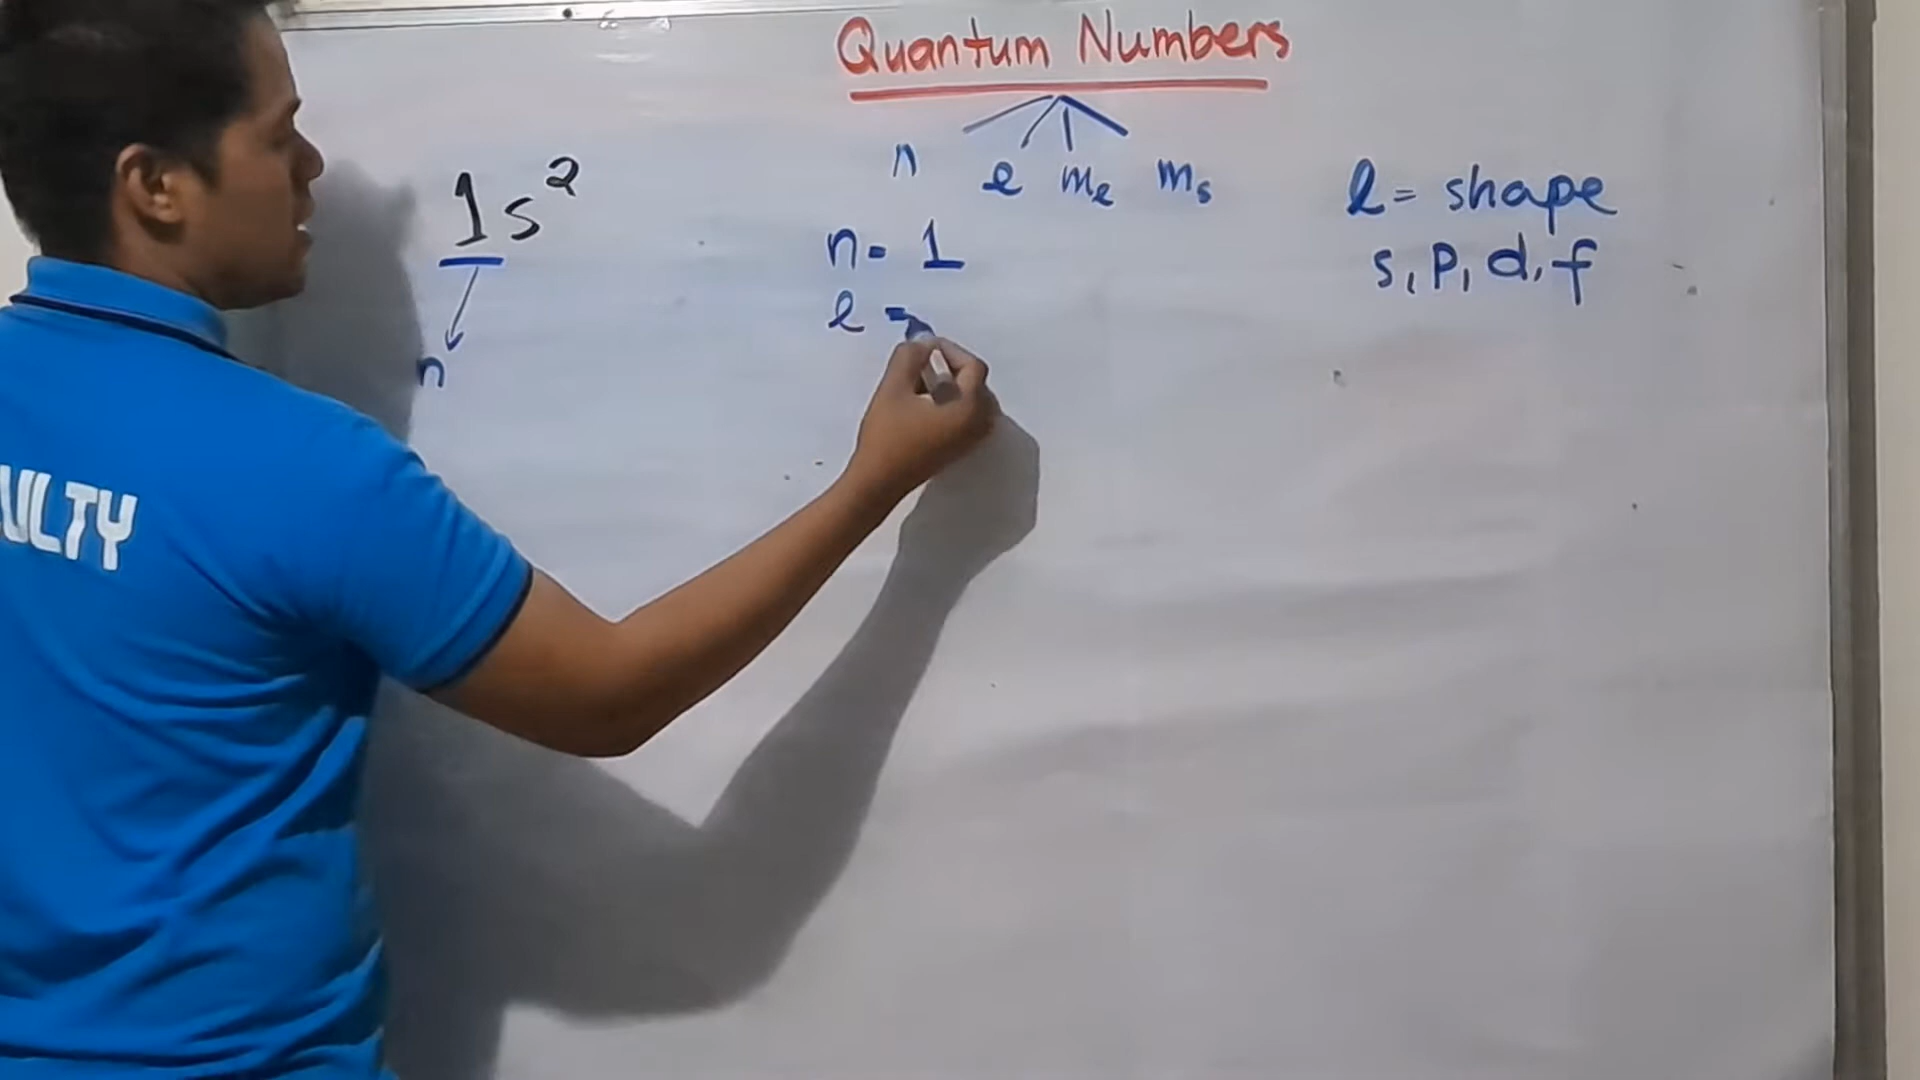 Quantum Numbers
n l mₗ mₛ
1s²
n
n = 1
l =
l = shape
s, p, d, f
ULTY